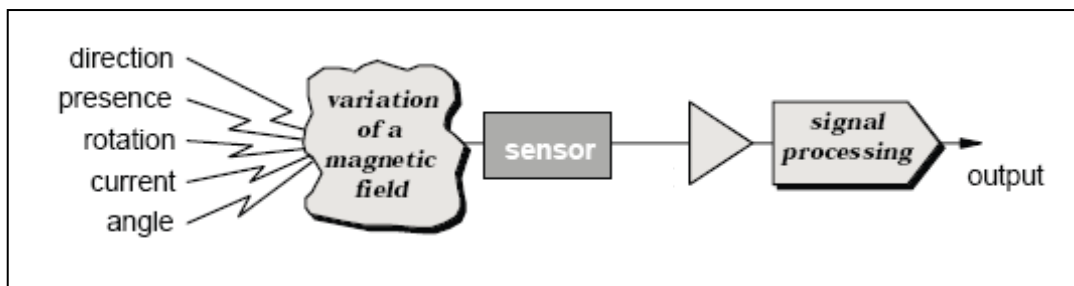 direction
presence
rotation
current
angle
variation
of a
magnetic
field
sensor
signal
processing
output